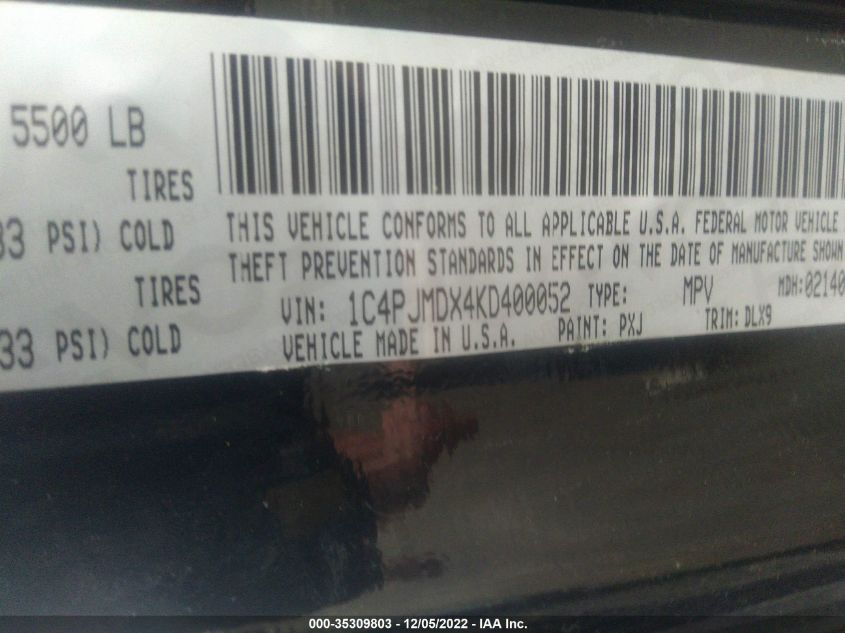 5500 LB
TIRES
33 PSI) COLD
TIRES
33 PSI) COLD
THIS VEHICLE CONFORMS TO ALL APPLICABLE U.S.A. FEDERAL MOTOR VEHICLE
THEFT PREVENTION STANDARDS IN EFFECT ON THE DATE OF MANUFACTURE SHOWN
VIN: 1C4PJMDX4KD400052 TYPE: MPV MDH:02140
VEHICLE MADE IN U.S.A. PAINT: PXJ TRIM: DLX9
000-35309803 - 12/05/2022 - IAA Inc.